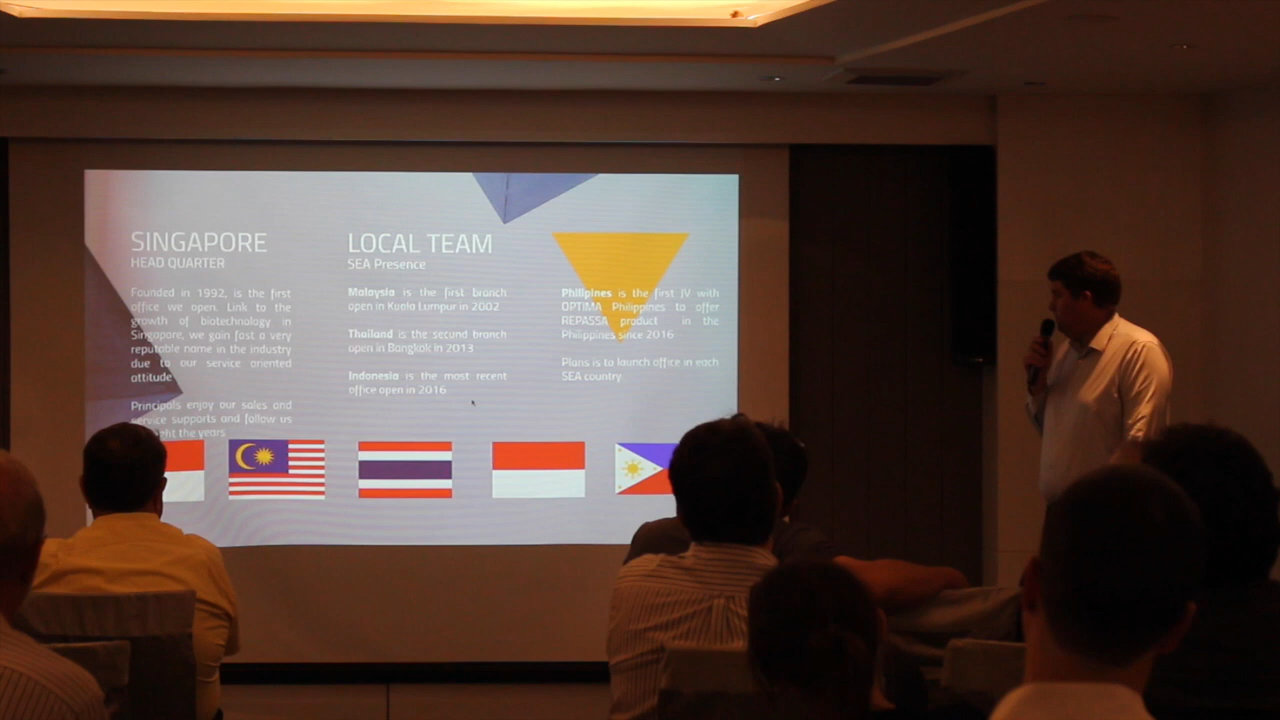 SINGAPORE
HEAD QUARTER
Founded in 1992, is the first
office we open. Link to the
growth of biotechnology in
Singapore, we gain fast a very
reputable name in the industry
due to our service oriented
attitude
Principals enjoy our sales and
service supports and follow us
ght the years
LOCAL TEAM
SEA Presence
Malaysia is the first branch
open in Kuala Lumpur in 2002
Thailand is the second branch
open in Bangkok in 2013
Indonesia is the most recent
office open in 2016
Philipines is the first JV with
OPTIMA Philippines to offer
REPASSA product in the
Philippines since 2016
Plans is to launch office in each
SEA country